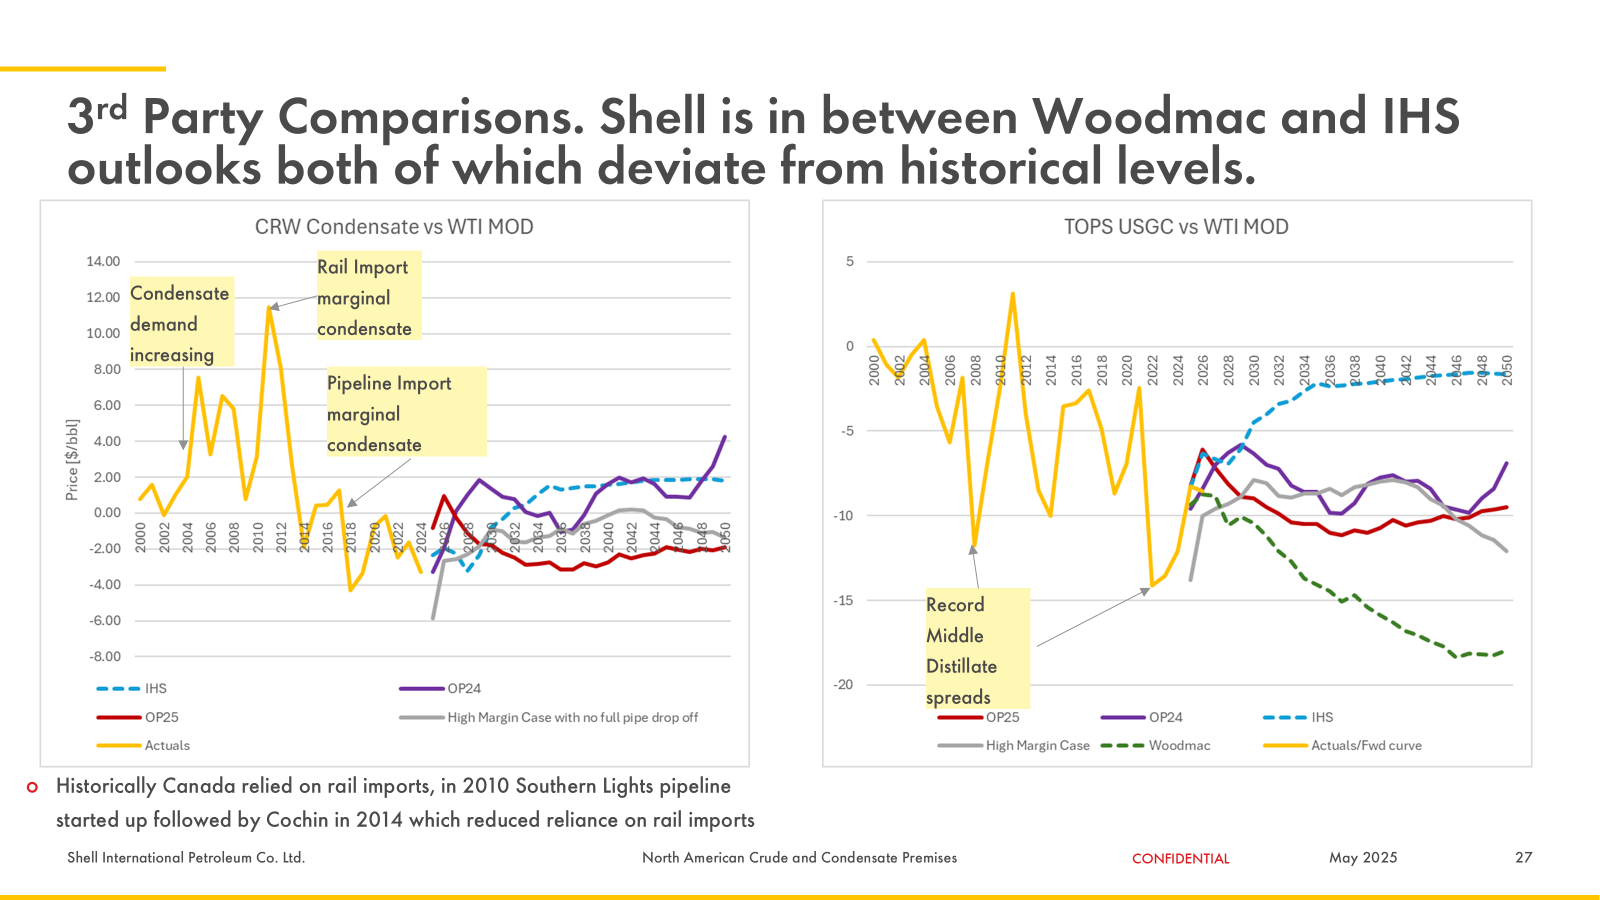 3rd Party Comparisons. Shell is in between Woodmac and IHS
outlooks both of which deviate from historical levels.
CRW Condensate vs WTI MOD
Price [$/bbl]
14.00
12.00
10.00
8.00
6.00
4.00
2.00
0.00
-2.00
-4.00
-6.00
-8.00
Condensate
demand
increasing
Rail Import
marginal
condensate
Pipeline Import
marginal
condensate
2000
2002
2004
2006
2008
2010
2012
2014
2016
2018
2020
2022
2024
2026
2028
2030
2032
2034
2036
2038
2040
2042
2044
2046
2048
2050
IHS
OP24
OP25
High Margin Case with no full pipe drop off
Actuals
TOPS USGC vs WTI MOD
5
0
-5
-10
-15
-20
2000
2002
2004
2006
2008
2010
2012
2014
2016
2018
2020
2022
2024
2026
2028
2030
2032
2034
2036
2038
2040
2042
2044
2046
2048
2050
Record
Middle
Distillate
spreads
OP25
OP24
IHS
High Margin Case
Woodmac
Actuals/Fwd curve
Historically Canada relied on rail imports, in 2010 Southern Lights pipeline
started up followed by Cochin in 2014 which reduced reliance on rail imports
Shell International Petroleum Co. Ltd.
North American Crude and Condensate Premises
CONFIDENTIAL
May 2025
27